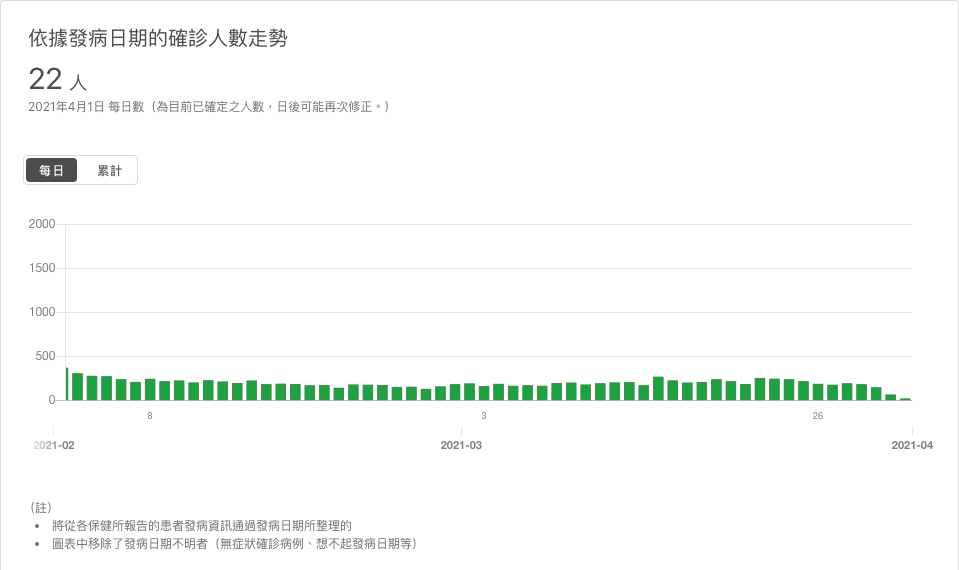 依據發病日期的確診人數走勢
22 人
2021年4月1日 每日數（為目前已確定之人數，日後可能再次修正。）
每日 累計
2000
1500
1000
500
0
8 3 26
2021-02 2021-03 2021-04
（註）
• 將從各保健所報告的患者發病資訊通過發病日期所整理的
• 圖表中移除了發病日期不明者（無症狀確診病例、想不起發病日期等）